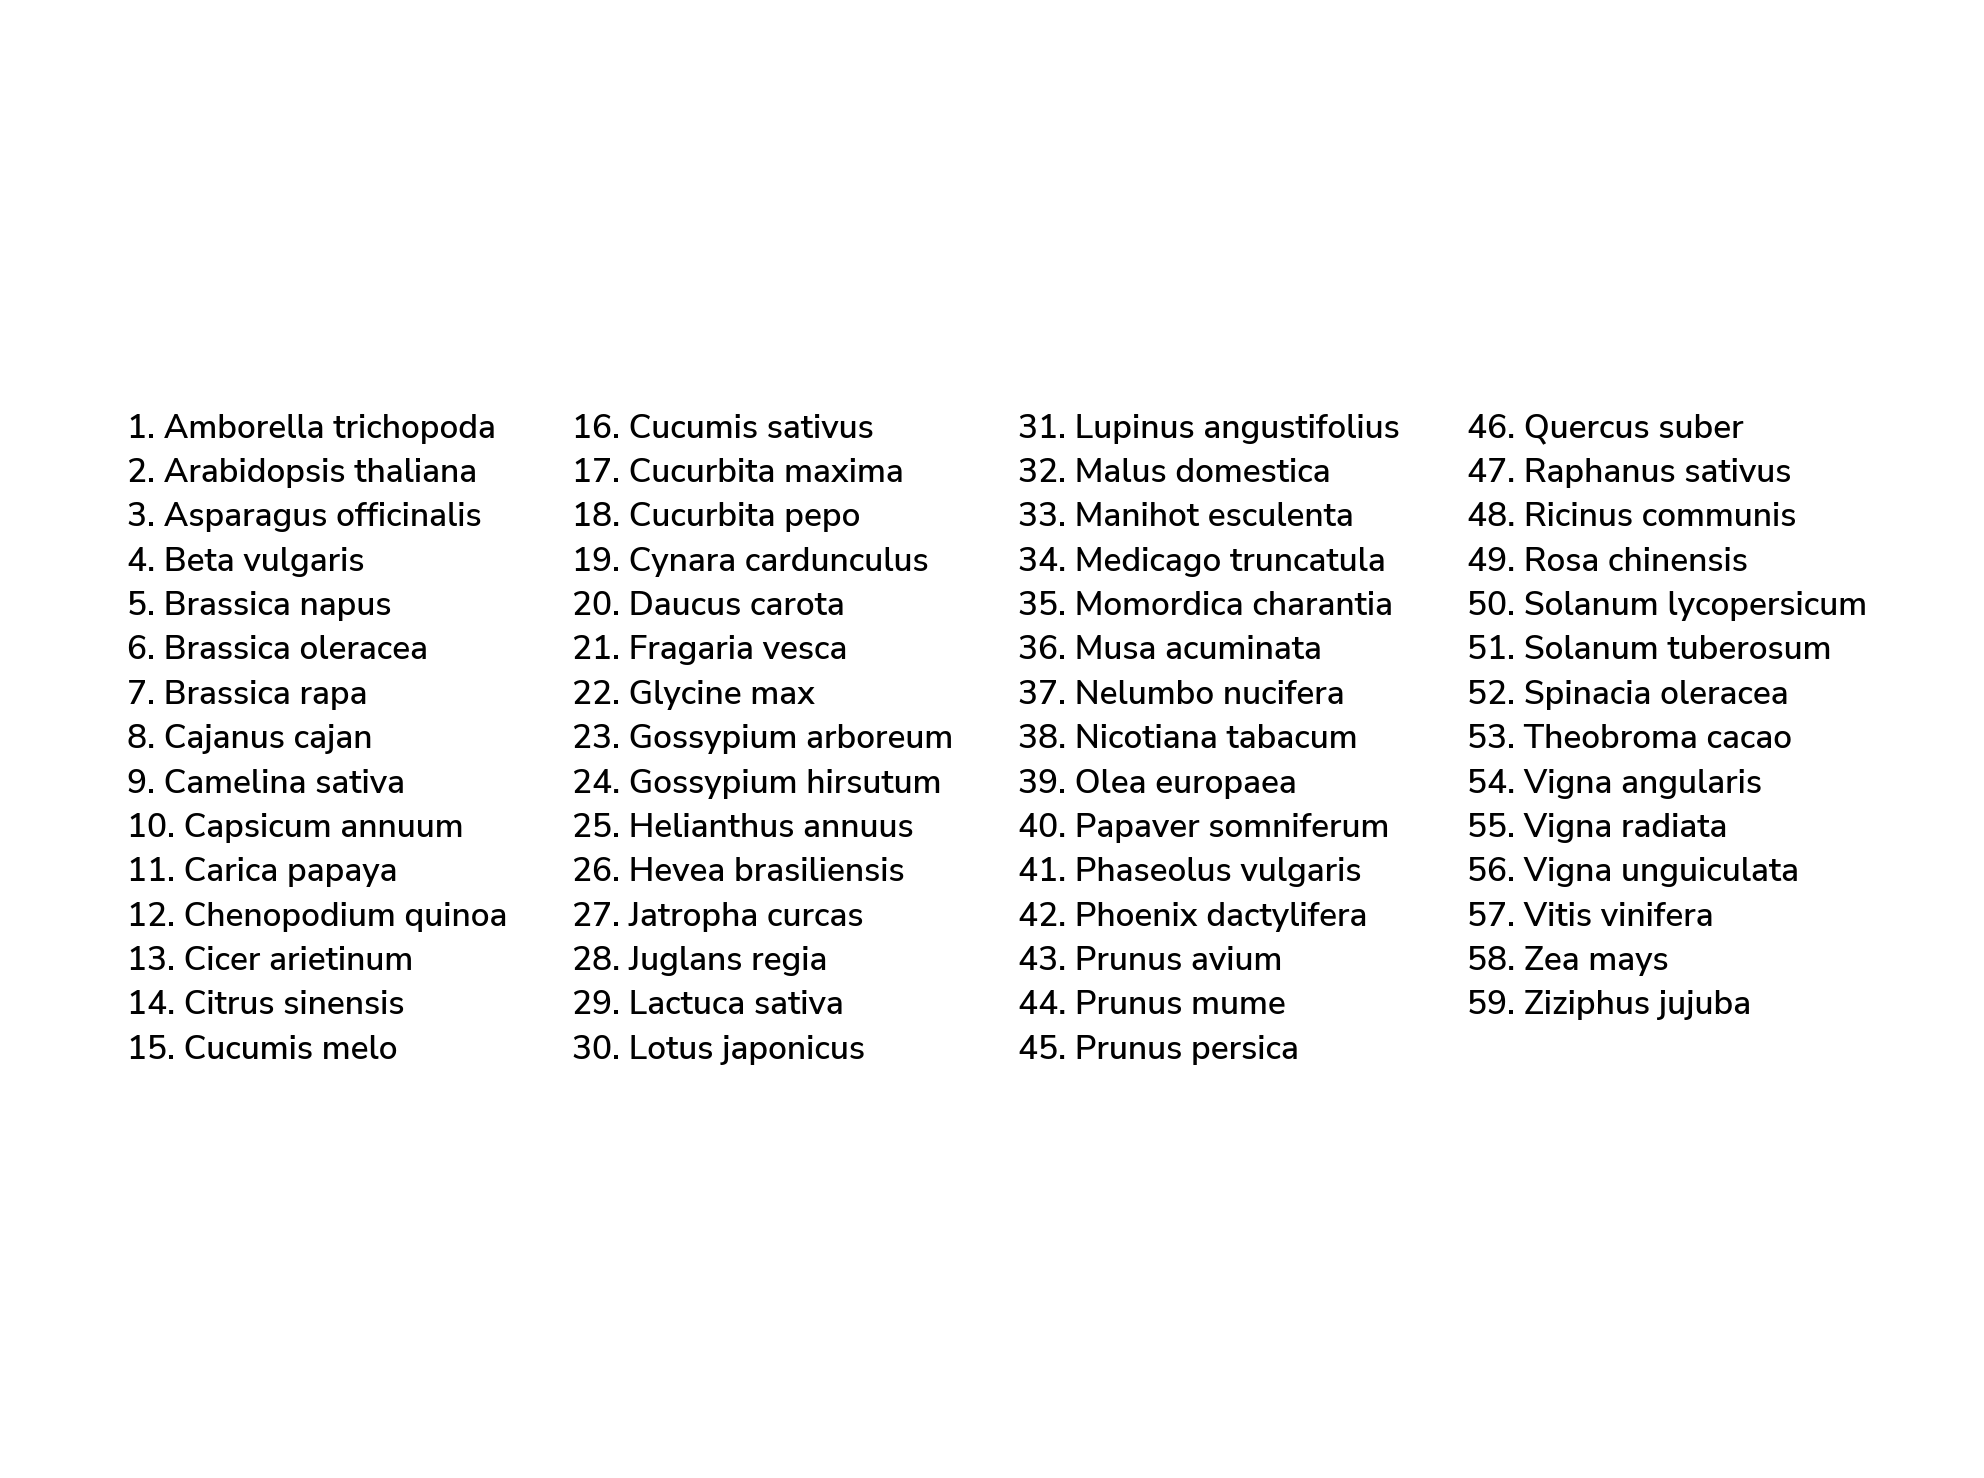 1. Amborella trichopoda
2. Arabidopsis thaliana
3. Asparagus officinalis
4. Beta vulgaris
5. Brassica napus
6. Brassica oleracea
7. Brassica rapa
8. Cajanus cajan
9. Camelina sativa
10. Capsicum annuum
11. Carica papaya
12. Chenopodium quinoa
13. Cicer arietinum
14. Citrus sinensis
15. Cucumis melo
16. Cucumis sativus
17. Cucurbita maxima
18. Cucurbita pepo
19. Cynara cardunculus
20. Daucus carota
21. Fragaria vesca
22. Glycine max
23. Gossypium arboreum
24. Gossypium hirsutum
25. Helianthus annuus
26. Hevea brasiliensis
27. Jatropha curcas
28. Juglans regia
29. Lactuca sativa
30. Lotus japonicus
31. Lupinus angustifolius
32. Malus domestica
33. Manihot esculenta
34. Medicago truncatula
35. Momordica charantia
36. Musa acuminata
37. Nelumbo nucifera
38. Nicotiana tabacum
39. Olea europaea
40. Papaver somniferum
41. Phaseolus vulgaris
42. Phoenix dactylifera
43. Prunus avium
44. Prunus mume
45. Prunus persica
46. Quercus suber
47. Raphanus sativus
48. Ricinus communis
49. Rosa chinensis
50. Solanum lycopersicum
51. Solanum tuberosum
52. Spinacia oleracea
53. Theobroma cacao
54. Vigna angularis
55. Vigna radiata
56. Vigna unguiculata
57. Vitis vinifera
58. Zea mays
59. Ziziphus jujuba